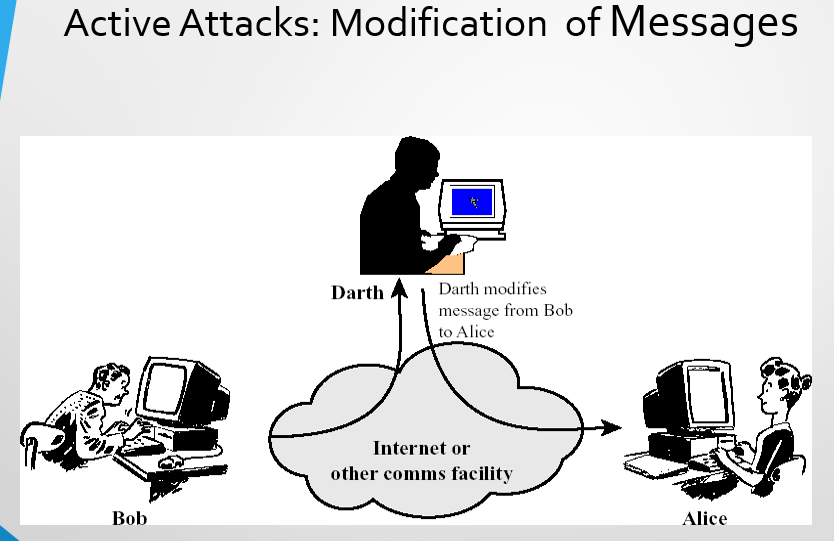 Active Attacks: Modification of Messages
Darth
Darth modifies
message from Bob
to Alice
Internet or
other comms facility
Bob
Alice